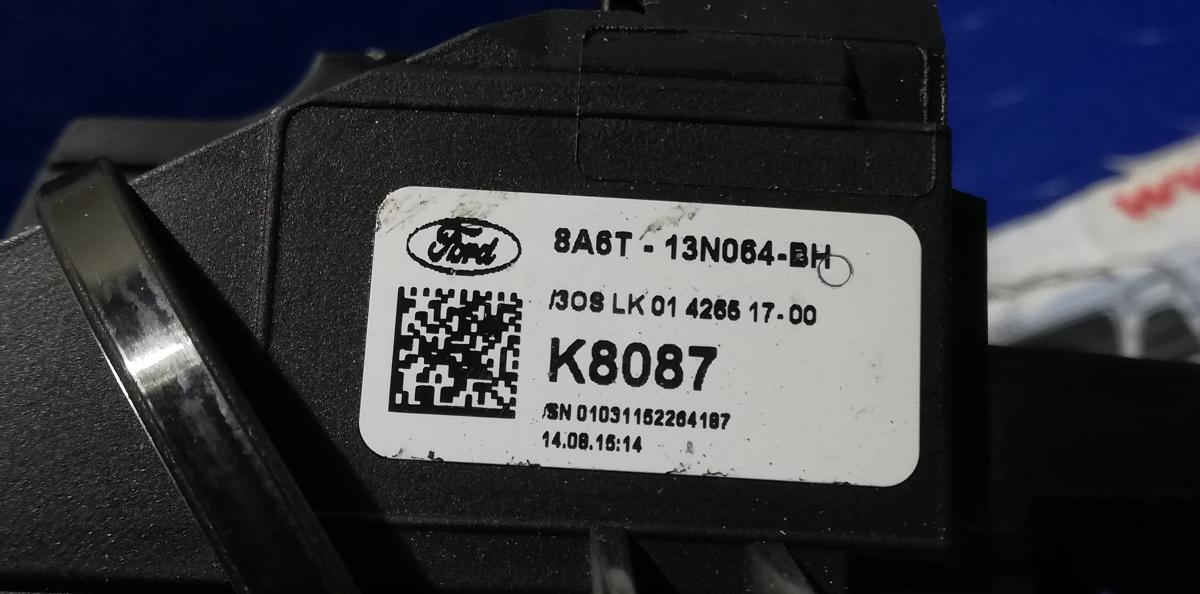 Ford
8A6T - 13N064-BH
/3OS LK 01 4265 17-00
K8087
/SN 01031152264187
14.08.15:14